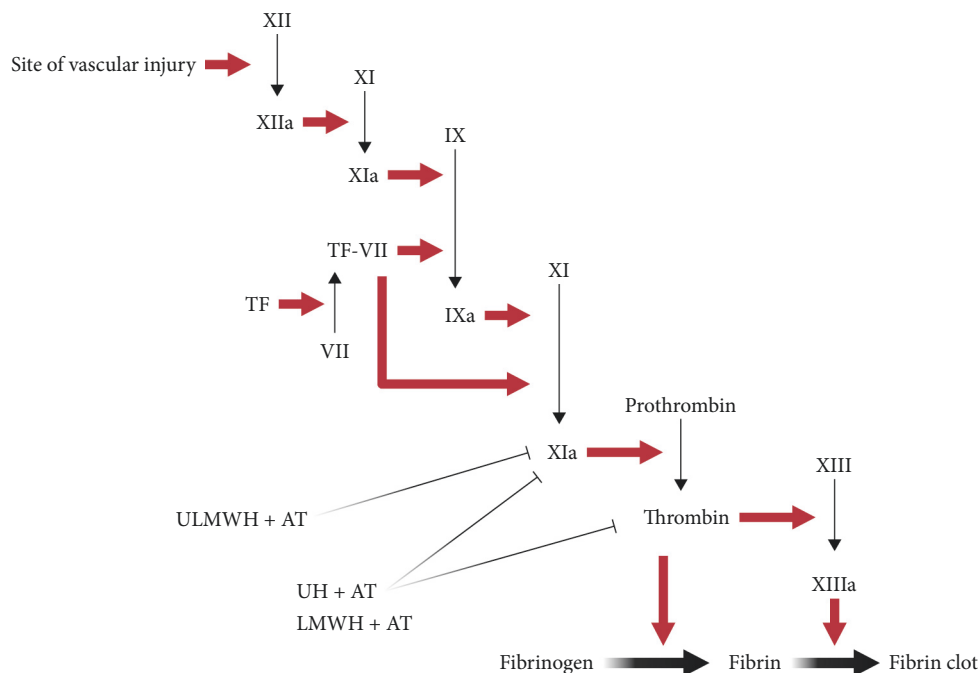 XII
Site of vascular injury
XI
XIIa
IX
XIa
TF-VII
XI
TF
IXa
VII
Prothrombin
XIa
XIII
ULMWH + AT
Thrombin
UH + AT
XIIIa
LMWH + AT
Fibrinogen
Fibrin
Fibrin clot